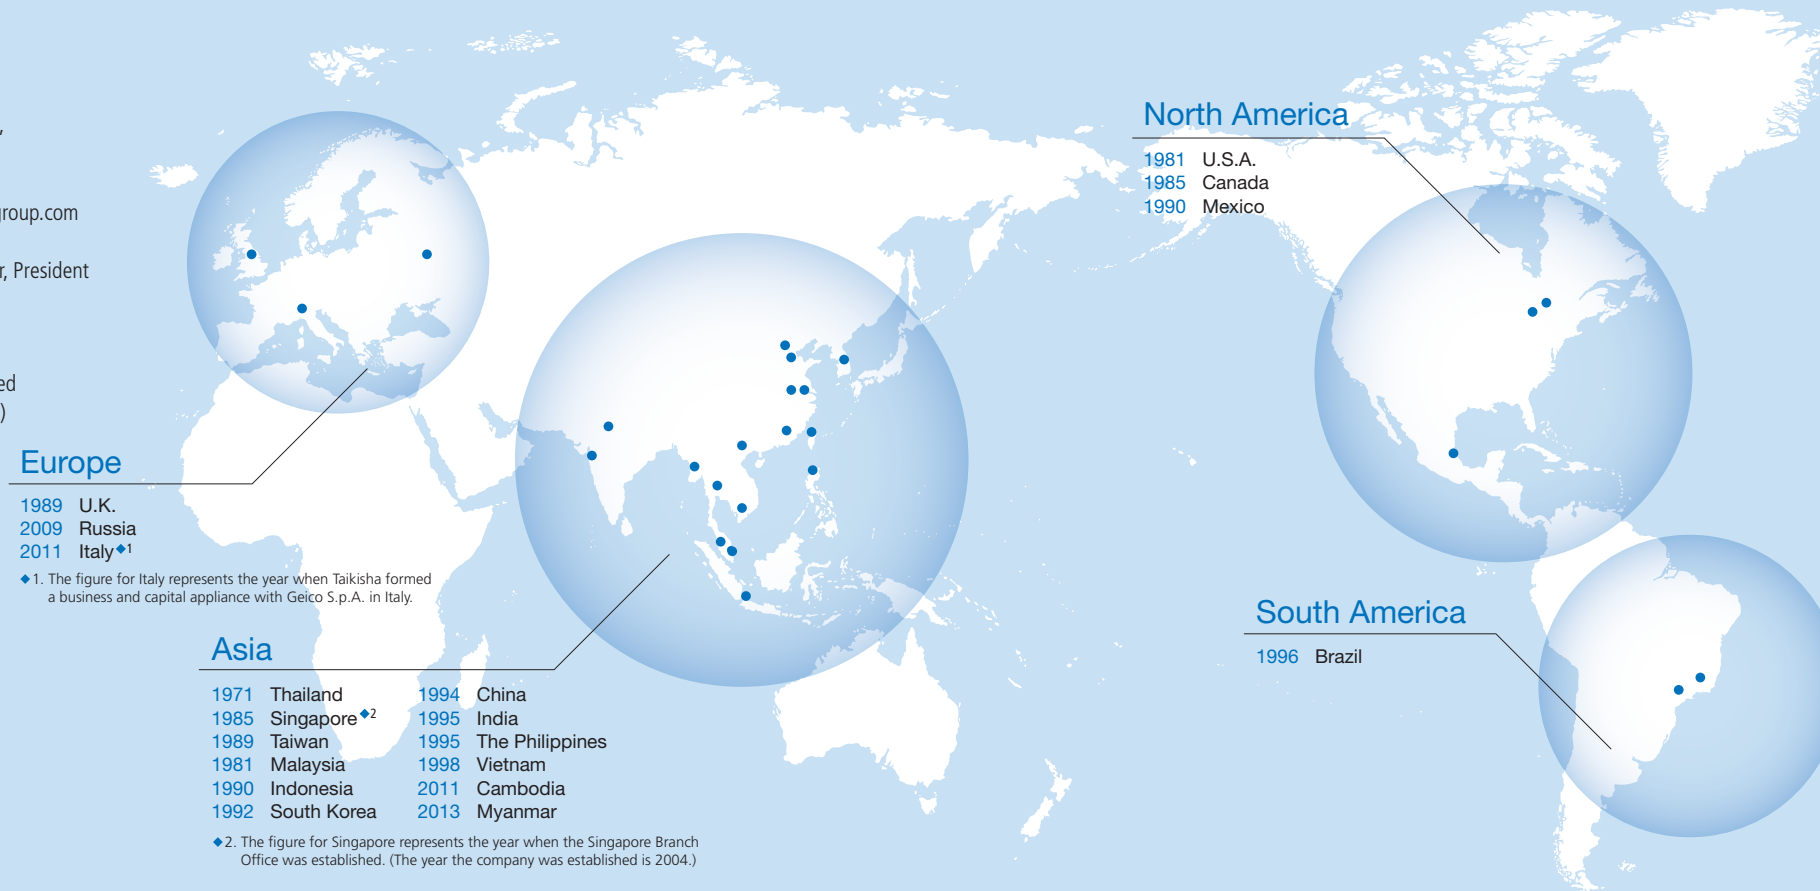 ,
group.com
r, President
ed
)
North America
1981 U.S.A.
1985 Canada
1990 Mexico
Europe
1989 U.K.
2009 Russia
2011 Italy◆1
◆1. The figure for Italy represents the year when Taikisha formed
a business and capital appliance with Geico S.p.A. in Italy.
Asia
1971 Thailand
1985 Singapore◆2
1989 Taiwan
1981 Malaysia
1990 Indonesia
1992 South Korea
1994 China
1995 India
1995 The Philippines
1998 Vietnam
2011 Cambodia
2013 Myanmar
◆2. The figure for Singapore represents the year when the Singapore Branch
Office was established. (The year the company was established is 2004.)
South America
1996 Brazil